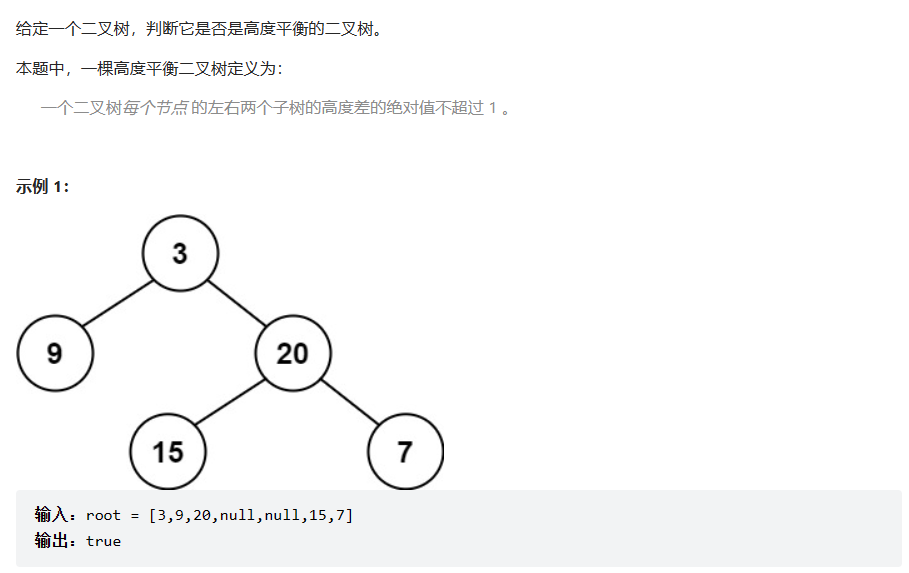 给定一个二叉树，判断它是否是高度平衡的二叉树。
本题中，一棵高度平衡二叉树定义为：
一个二叉树每个节点 的左右两个子树的高度差的绝对值不超过 1 。
示例 1：
3
9
20
15
7
输入：root = [3,9,20,null,null,15,7]
输出：true